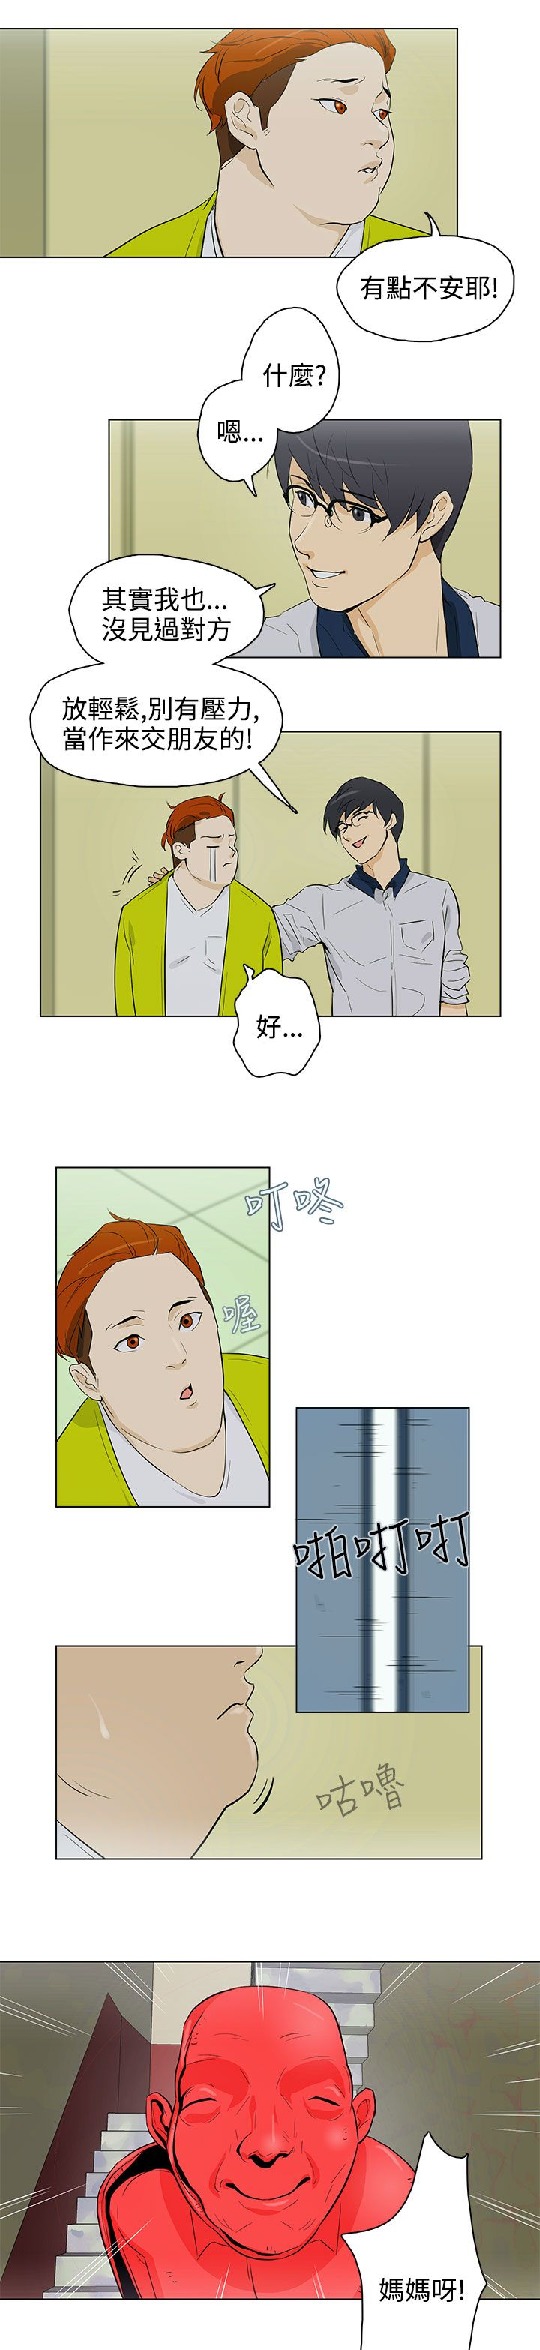 有點不安耶!
什麼?
嗯...
其實我也...
沒見過對方
放輕鬆,別有壓力,
當作來交朋友的!
好...
叮咚
喔
啪啪啪
咕嚕
媽媽呀!